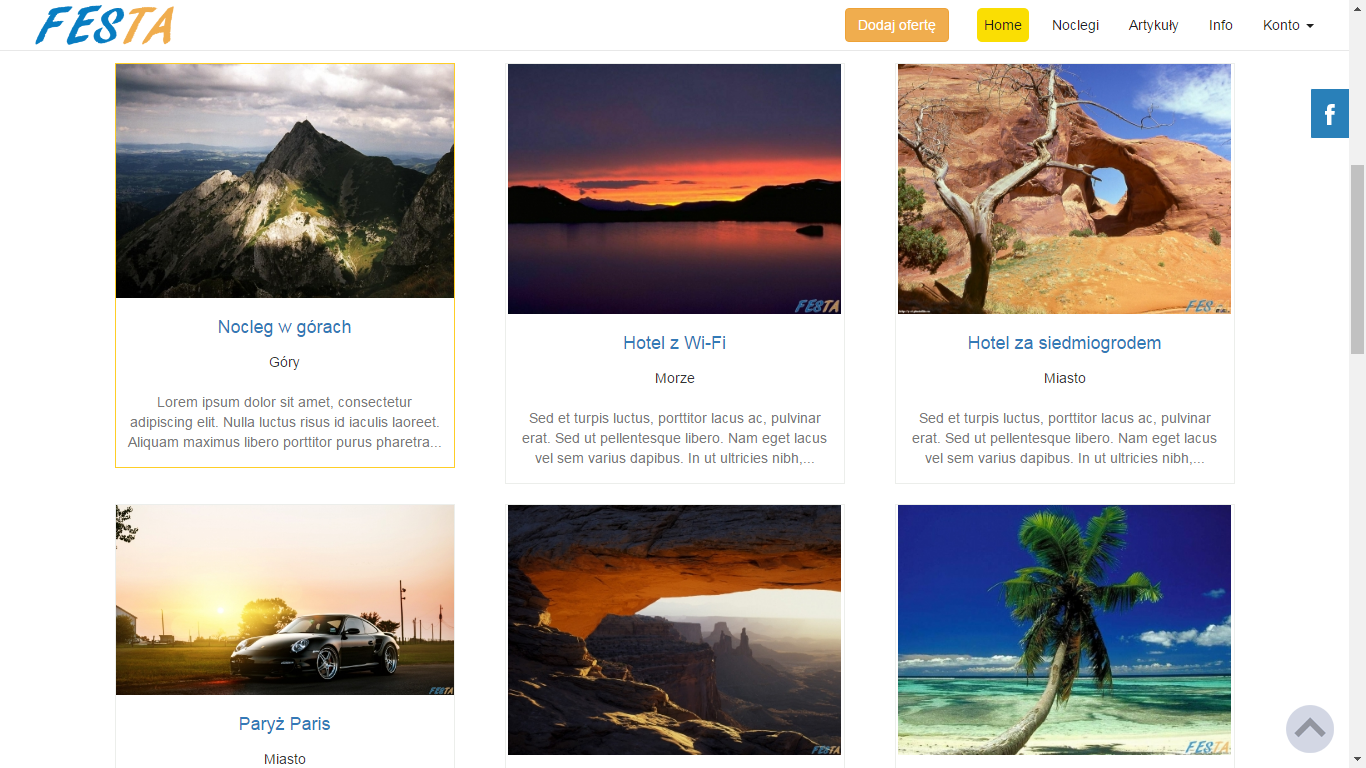 FESTA
Dodaj ofertę
Home
Noclegi
Artykuły
Info
Konto
f
FESTA
FES
Nocleg w górach
Góry
Lorem ipsum dolor sit amet, consectetur
adipiscing elit. Nulla luctus risus id iaculis laoreet.
Aliquam maximus libero porttitor purus pharetra...
Hotel z Wi-Fi
Morze
Sed et turpis luctus, porttitor lacus ac, pulvinar
erat. Sed ut pellentesque libero. Nam eget lacus
vel sem varius dapibus. In ut ultricies nibh,...
Hotel za siedmiogrodem
Miasto
Sed et turpis luctus, porttitor lacus ac, pulvinar
erat. Sed ut pellentesque libero. Nam eget lacus
vel sem varius dapibus. In ut ultricies nibh,...
FESTA
FESTA
FESTA
Paryż Paris
Miasto